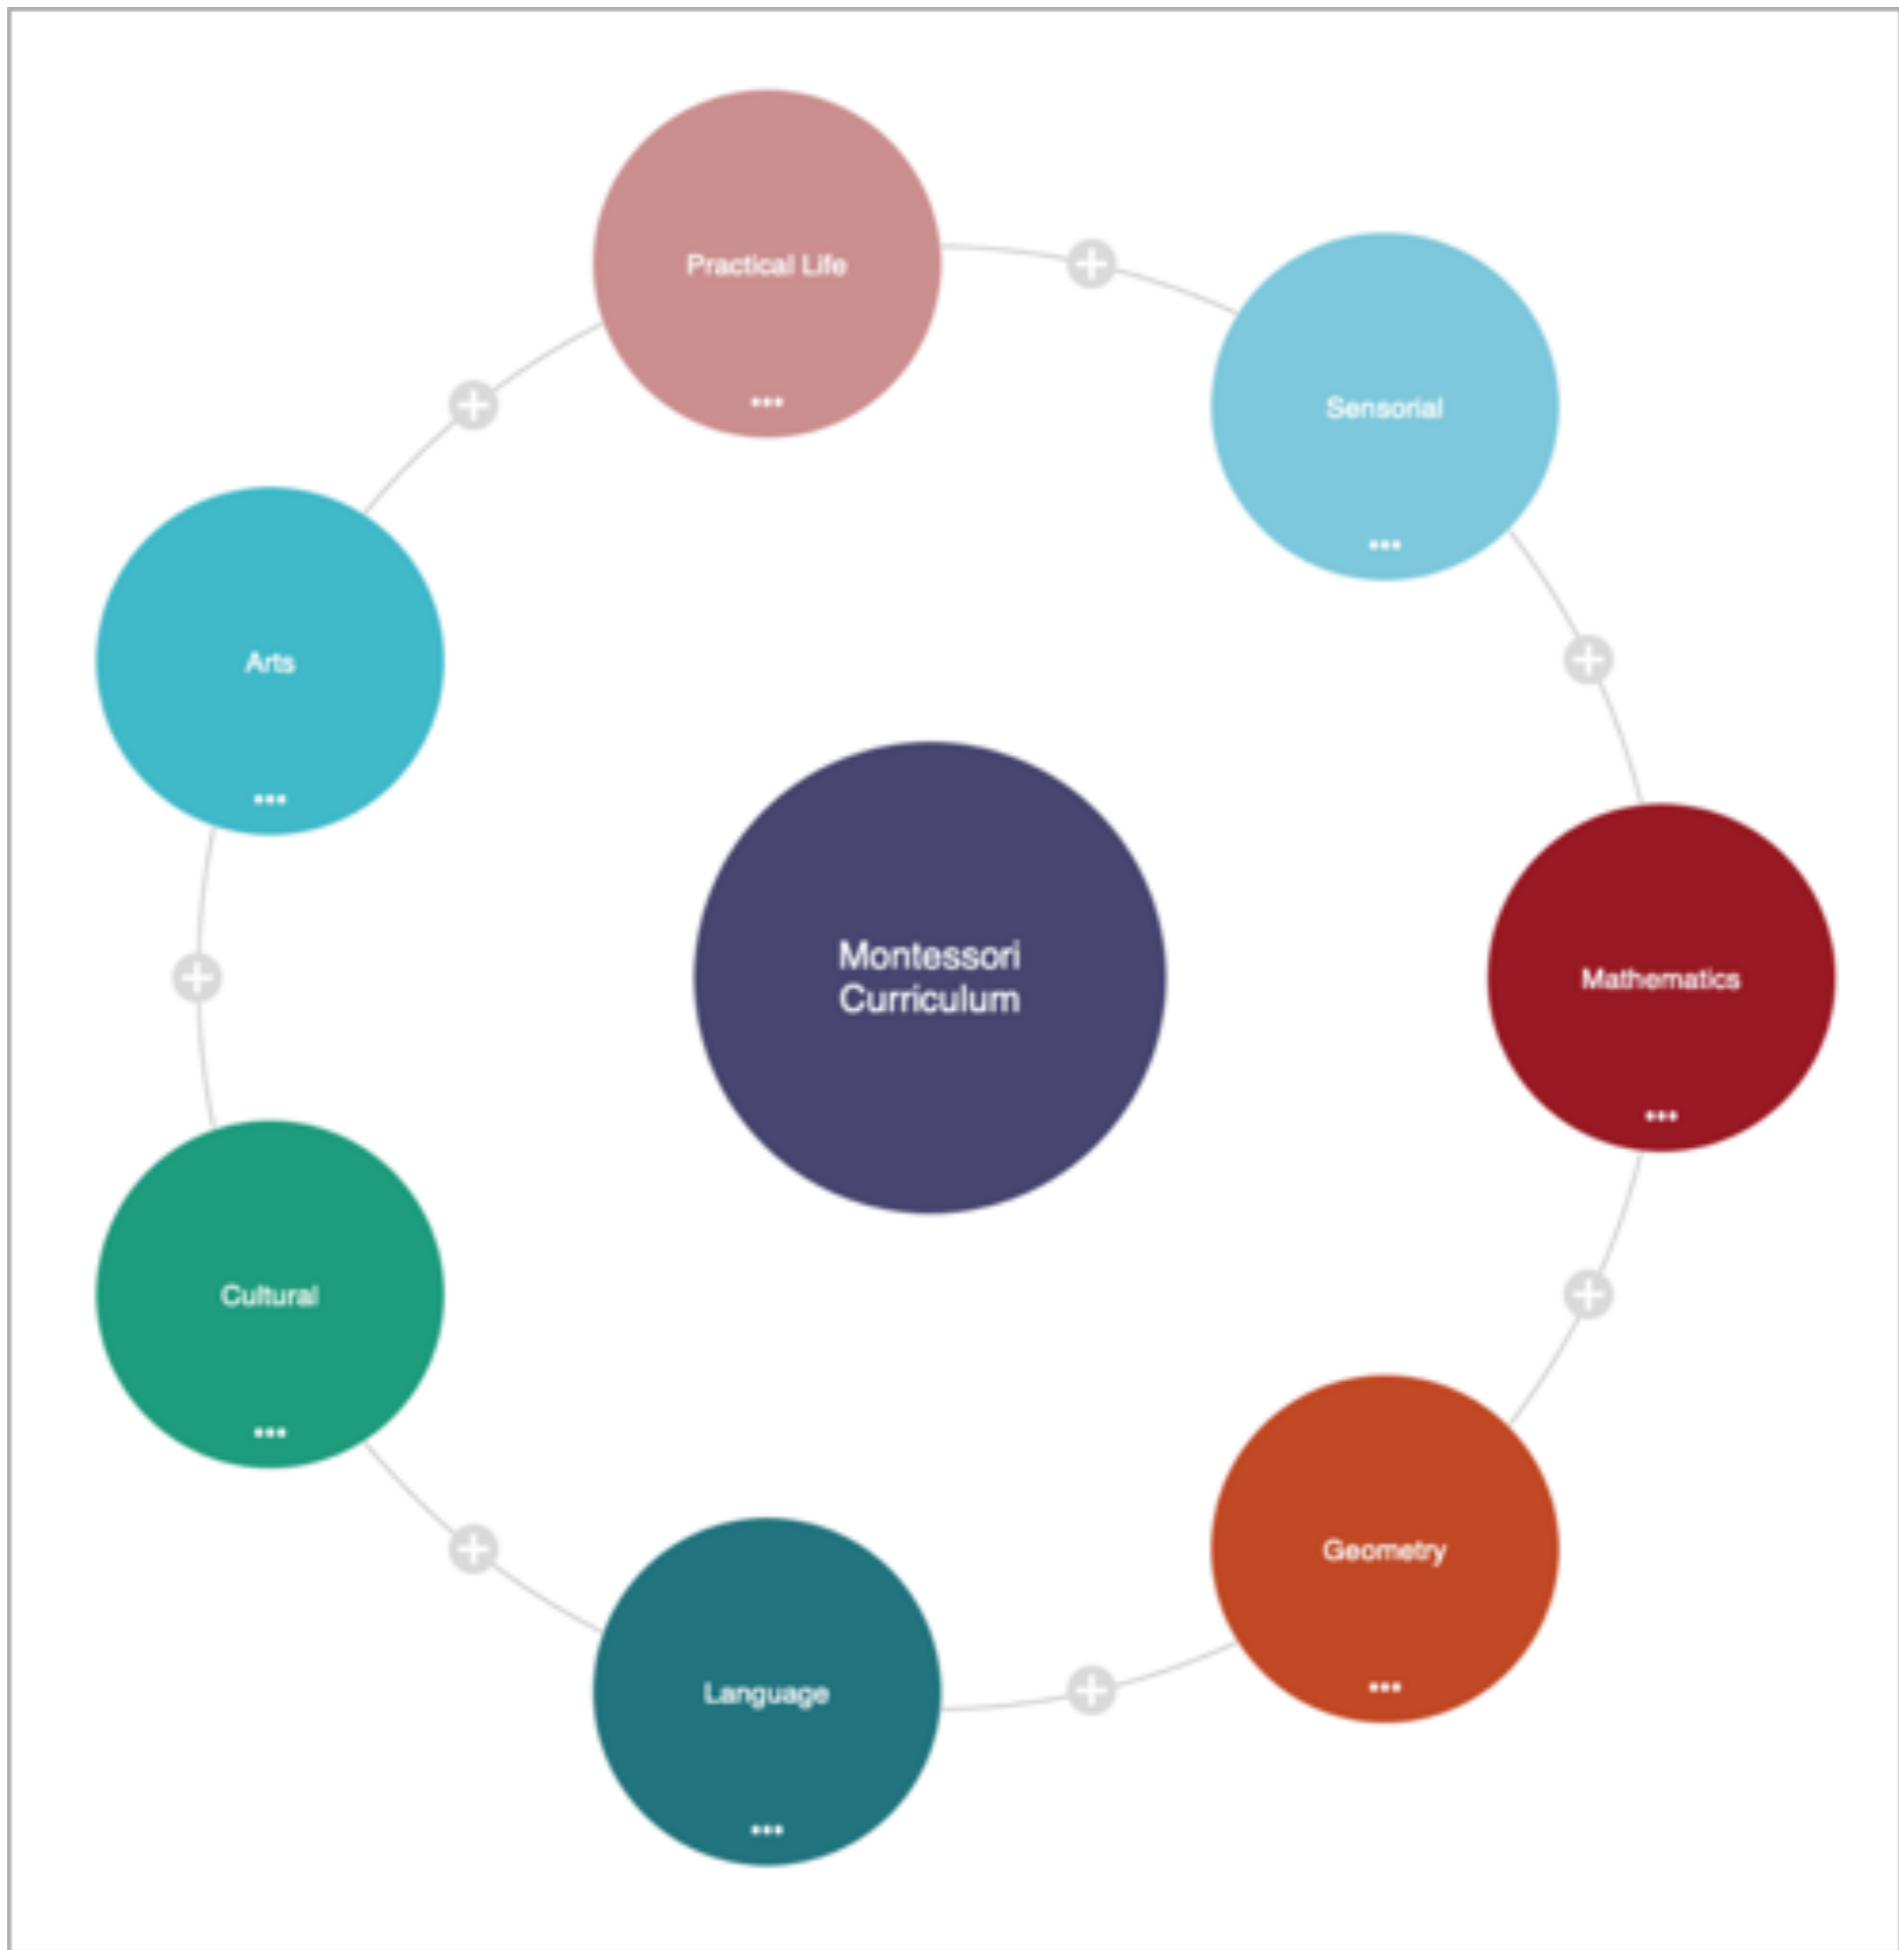 Practical Life
Sensorial
Arts
Montessori
Curriculum
Mathematics
Cultural
Geometry
Language